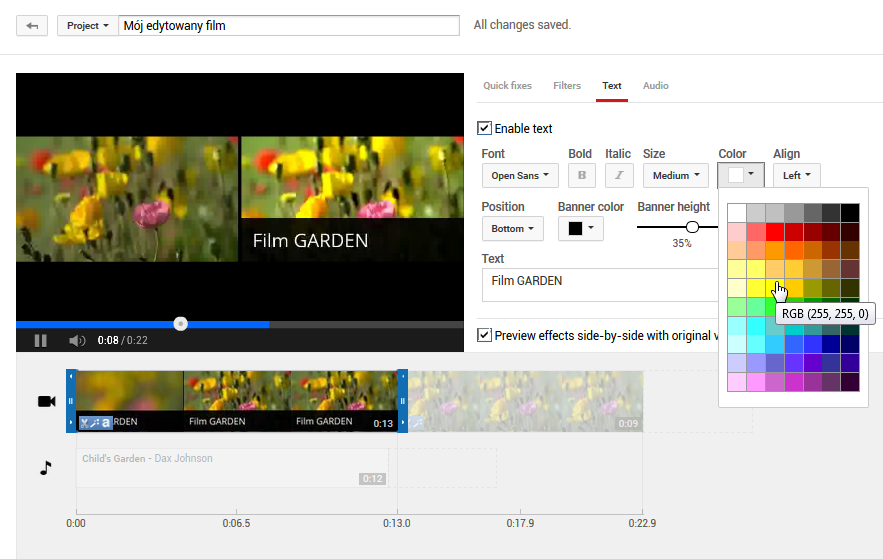 Project Mój edytowany film All changes saved.
Quick fixes Filters Text Audio
Enable text
Font Bold Italic Size Color Align
Open Sans B I Medium Left
Position Banner color Banner height
Bottom
35%
Text
Film GARDEN
Film GARDEN
RGB (255, 255, 0)
0:08 / 0:22
Preview effects side-by-side with original v
a RDEN Film GARDEN Film GARDEN 0:13 0:09
Child's Garden - Dax Johnson
0:12
0:00 0:06.5 0:13.0 0:17.9 0:22.9